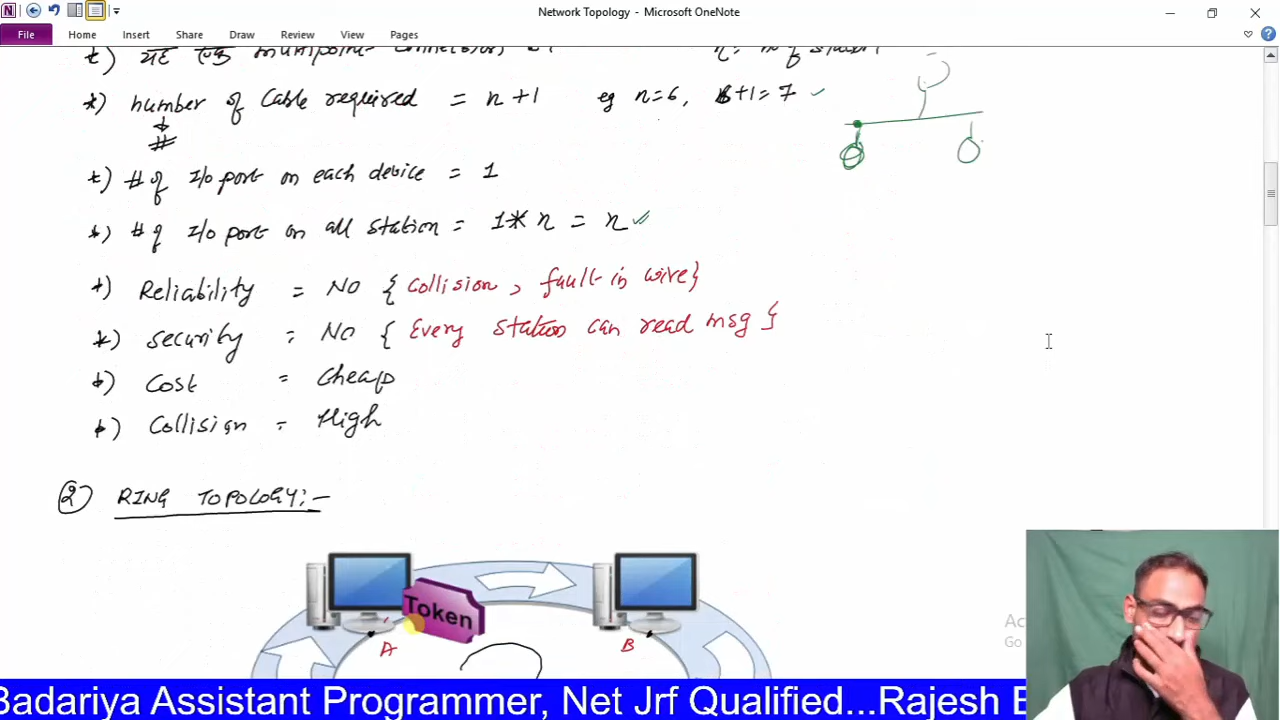 Network Topology - Microsoft OneNote
File Home Insert Share Draw Review View Pages
*) number of Cable required = n+1 eg n=6, 6+1=7 ✓
#
*) # of I/o port on each device = 1
*) # of I/o port on all station = 1* n = n ✓
*) Reliability = NO { collision, fault in wire}
*) security = NO { Every station can read msg }
*) Cost = Cheap
*) Collision = High
② RING TOPOLOGY:-
Token
A B
Badariya Assistant Programmer, Net Jrf Qualified...Rajesh